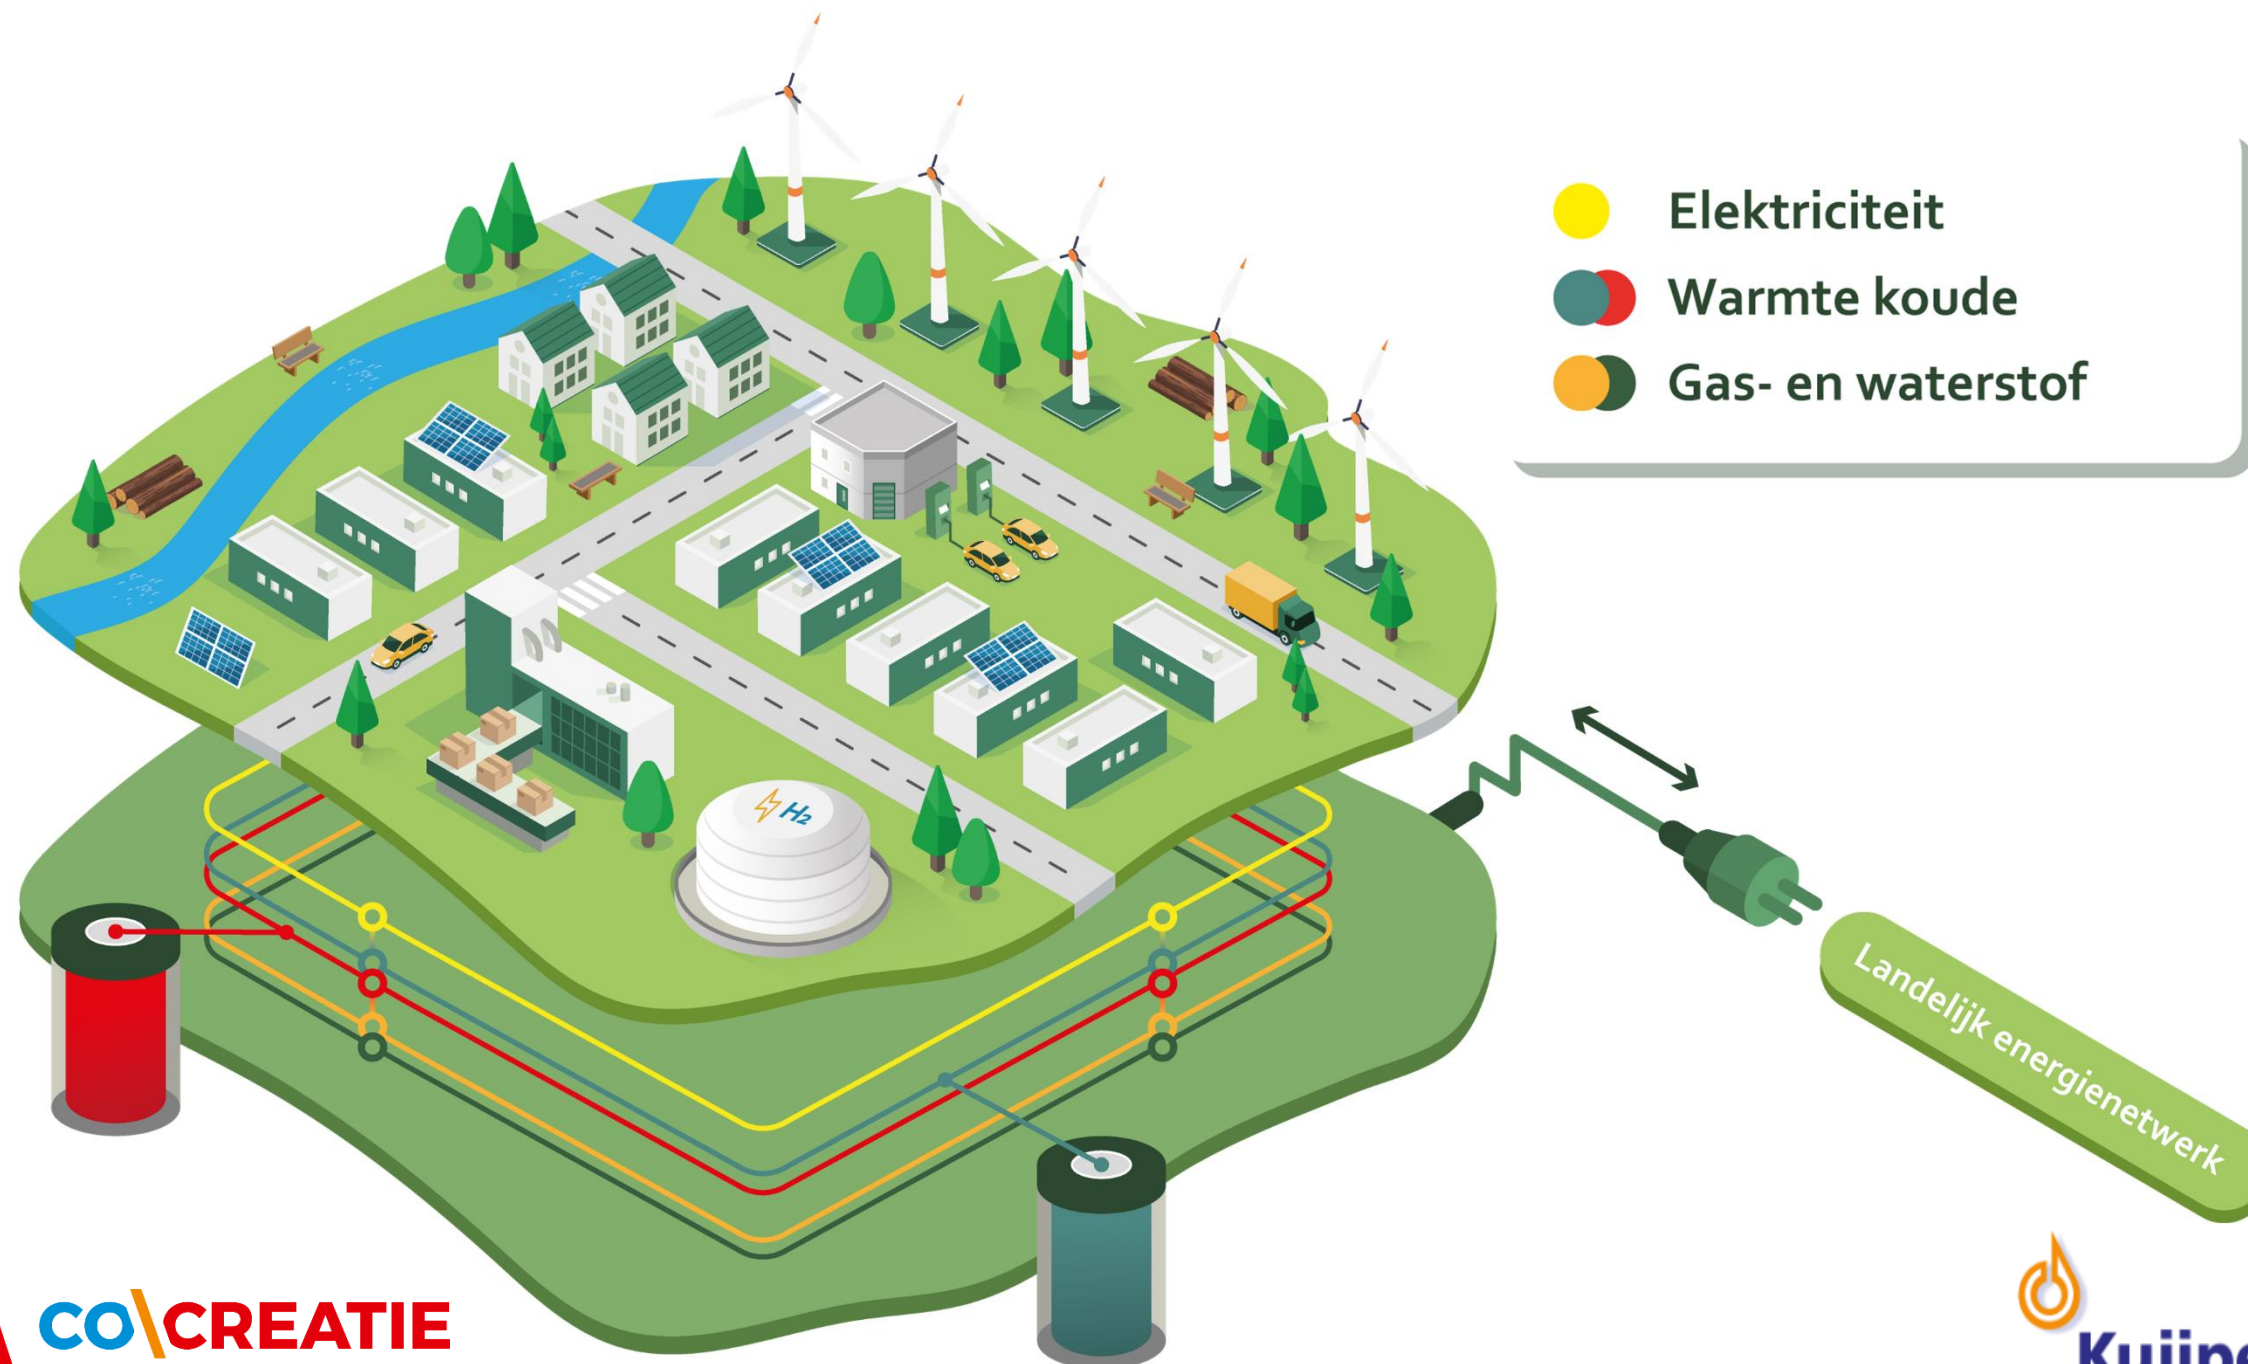 Elektriciteit
Warmte koude
Gas- en waterstof
H2
Landelijk energienetwerk
CO\CREATIE